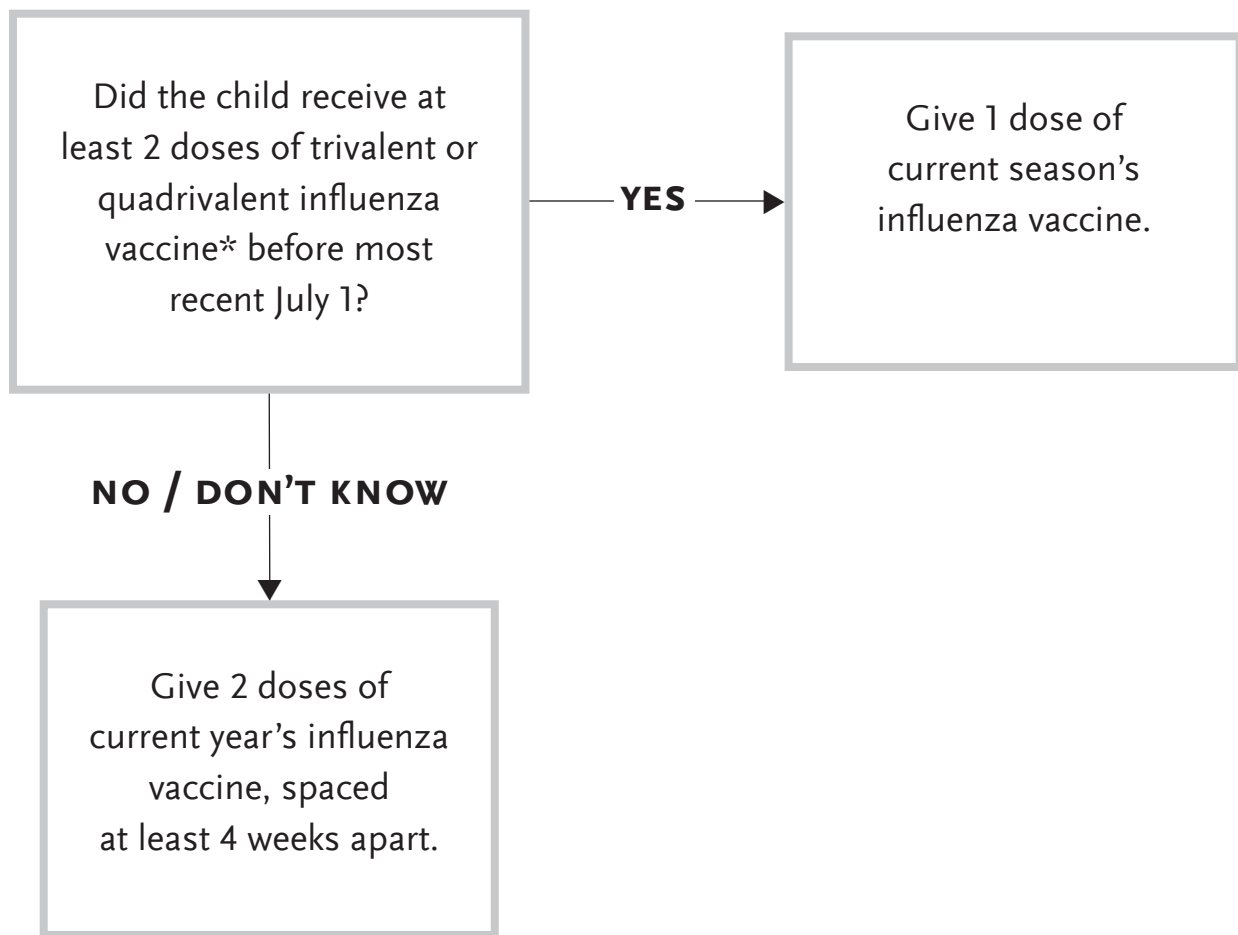 Did the child receive at
least 2 doses of trivalent or
quadrivalent influenza
vaccine* before most
recent July 1?
YES
Give 1 dose of
current season’s
influenza vaccine.
NO / DON’T KNOW
Give 2 doses of
current year’s influenza
vaccine, spaced
at least 4 weeks apart.